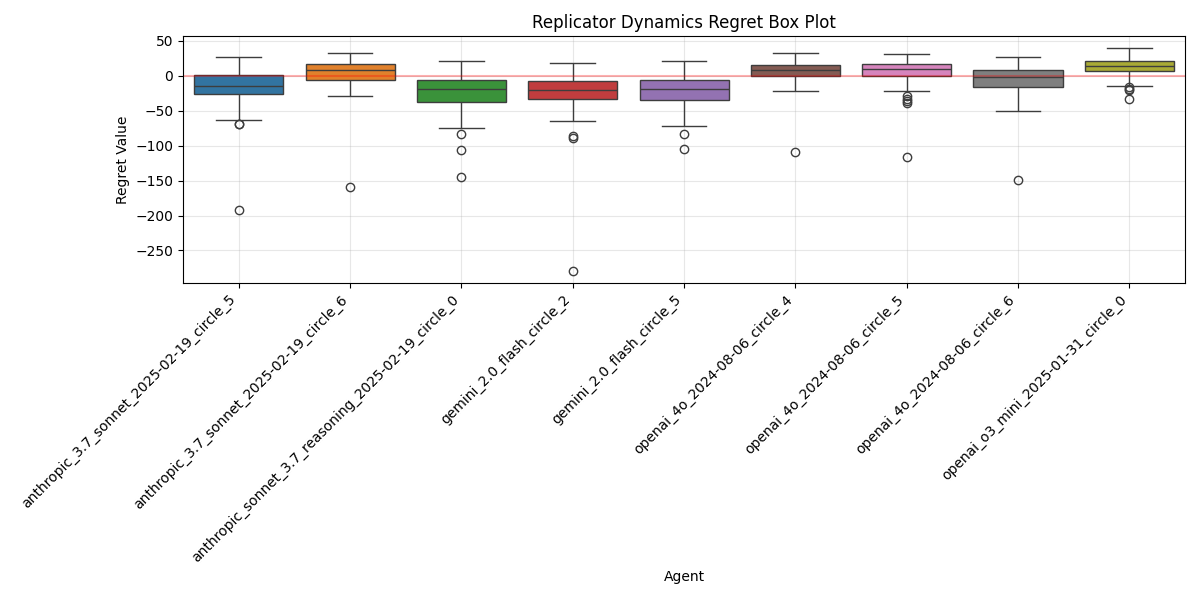 Replicator Dynamics Regret Box Plot
Regret Value
50
0
−50
−100
−150
−200
−250
anthropic_3.7_sonnet_2025-02-19_circle_5
anthropic_3.7_sonnet_2025-02-19_circle_6
anthropic_sonnet_3.7_reasoning_2025-02-19_circle_0
gemini_2.0_flash_circle_2
gemini_2.0_flash_circle_5
openai_4o_2024-08-06_circle_4
openai_4o_2024-08-06_circle_5
openai_4o_2024-08-06_circle_6
openai_o3_mini_2025-01-31_circle_0
Agent